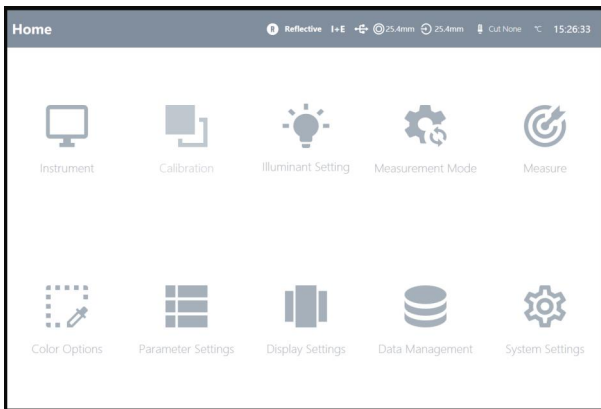 Home R Reflective I+E 25.4mm 25.4mm Cut None °C 15:26:33
Instrument Calibration Illuminant Setting Measurement Mode Measure
Color Options Parameter Settings Display Settings Data Management System Settings